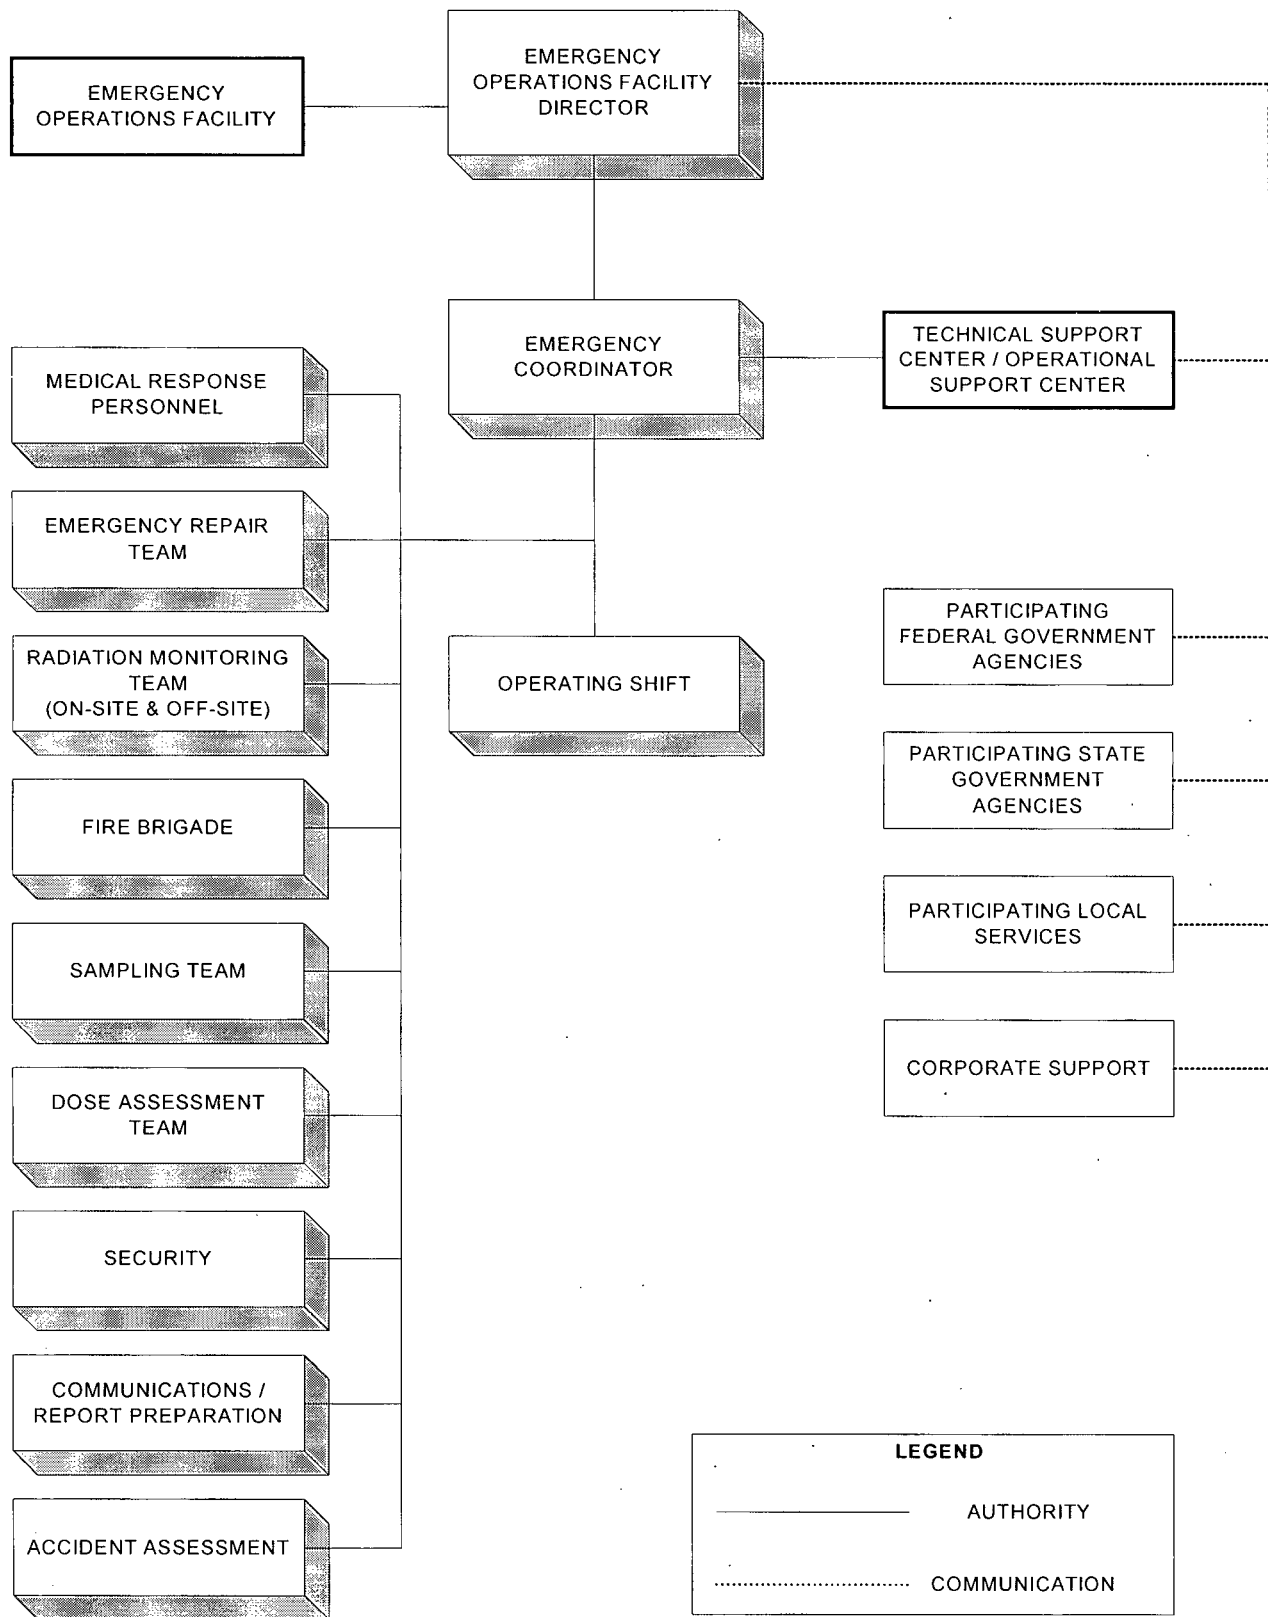 EMERGENCY
OPERATIONS FACILITY
DIRECTOR
EMERGENCY
OPERATIONS FACILITY
EMERGENCY
COORDINATOR
TECHNICAL SUPPORT
CENTER / OPERATIONAL
SUPPORT CENTER
MEDICAL RESPONSE
PERSONNEL
EMERGENCY REPAIR
TEAM
RADIATION MONITORING
TEAM
(ON-SITE & OFF-SITE)
OPERATING SHIFT
FIRE BRIGADE
SAMPLING TEAM
DOSE ASSESSMENT
TEAM
SECURITY
COMMUNICATIONS /
REPORT PREPARATION
ACCIDENT ASSESSMENT
PARTICIPATING
FEDERAL GOVERNMENT
AGENCIES
PARTICIPATING STATE
GOVERNMENT
AGENCIES
PARTICIPATING LOCAL
SERVICES
CORPORATE SUPPORT
LEGEND
AUTHORITY
COMMUNICATION